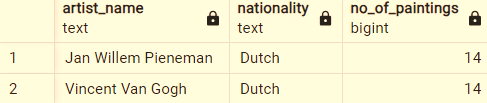 artist_name nationality no_of_paintings
text text bigint
1 Jan Willem Pieneman Dutch 14
2 Vincent Van Gogh Dutch 14